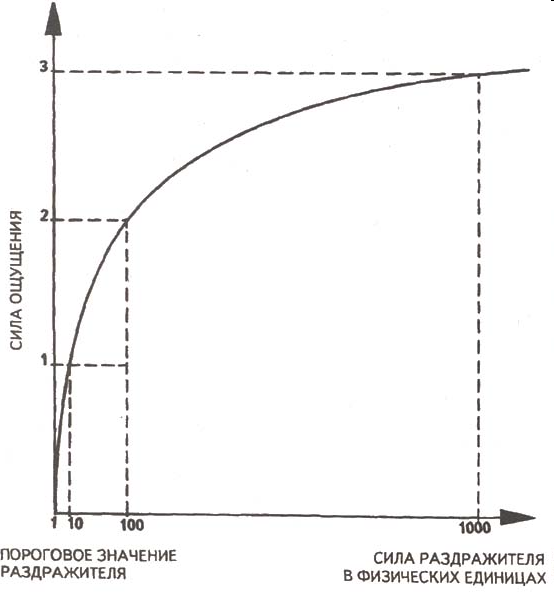 3
2
СИЛА ОЩУЩЕНИЯ
1
1 10 100 1000
ПОРОГОВОЕ ЗНАЧЕНИЕ
РАЗДРАЖИТЕЛЯ
СИЛА РАЗДРАЖИТЕЛЯ
В ФИЗИЧЕСКИХ ЕДИНИЦАХ